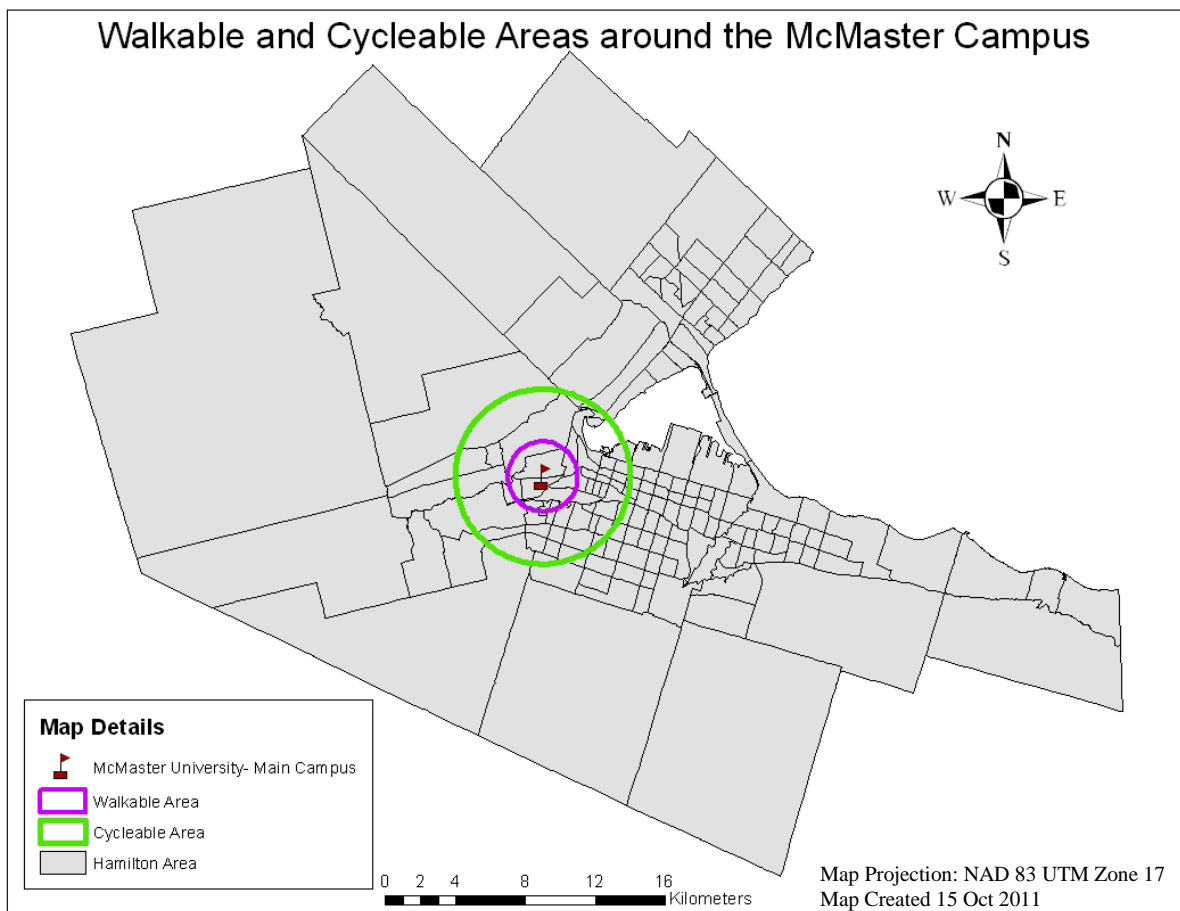 Walkable and Cycleable Areas around the McMaster Campus
N
W E
S
Map Details
McMaster University- Main Campus
Walkable Area
Cycleable Area
Hamilton Area
0 2 4 8 12 16
Kilometers
Map Projection: NAD 83 UTM Zone 17
Map Created 15 Oct 2011